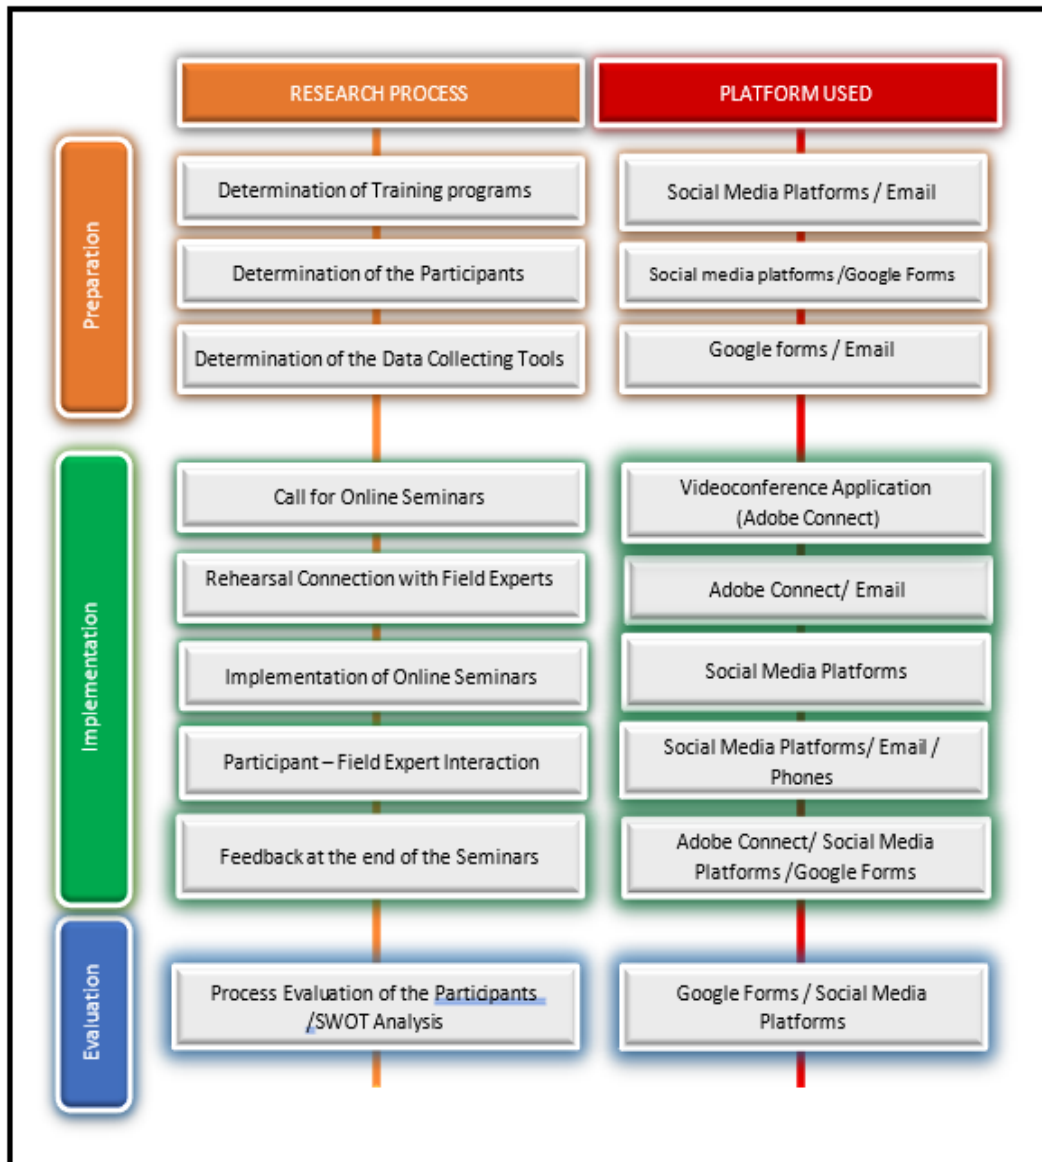 RESEARCH PROCESS
PLATFORM USED
Preparation
Determination of Training programs
Social Media Platforms / Email
Determination of the Participants
Social media platforms /Google Forms
Determination of the Data Collecting Tools
Google forms / Email
Implementation
Call for Online Seminars
Videoconference Application
(Adobe Connect)
Rehearsal Connection with Field Experts
Adobe Connect/ Email
Implementation of Online Seminars
Social Media Platforms
Participant – Field Expert Interaction
Social Media Platforms/ Email /
Phones
Feedback at the end of the Seminars
Adobe Connect/ Social Media
Platforms /Google Forms
Evaluation
Process Evaluation of the Participants
/SWOT Analysis
Google Forms / Social Media
Platforms